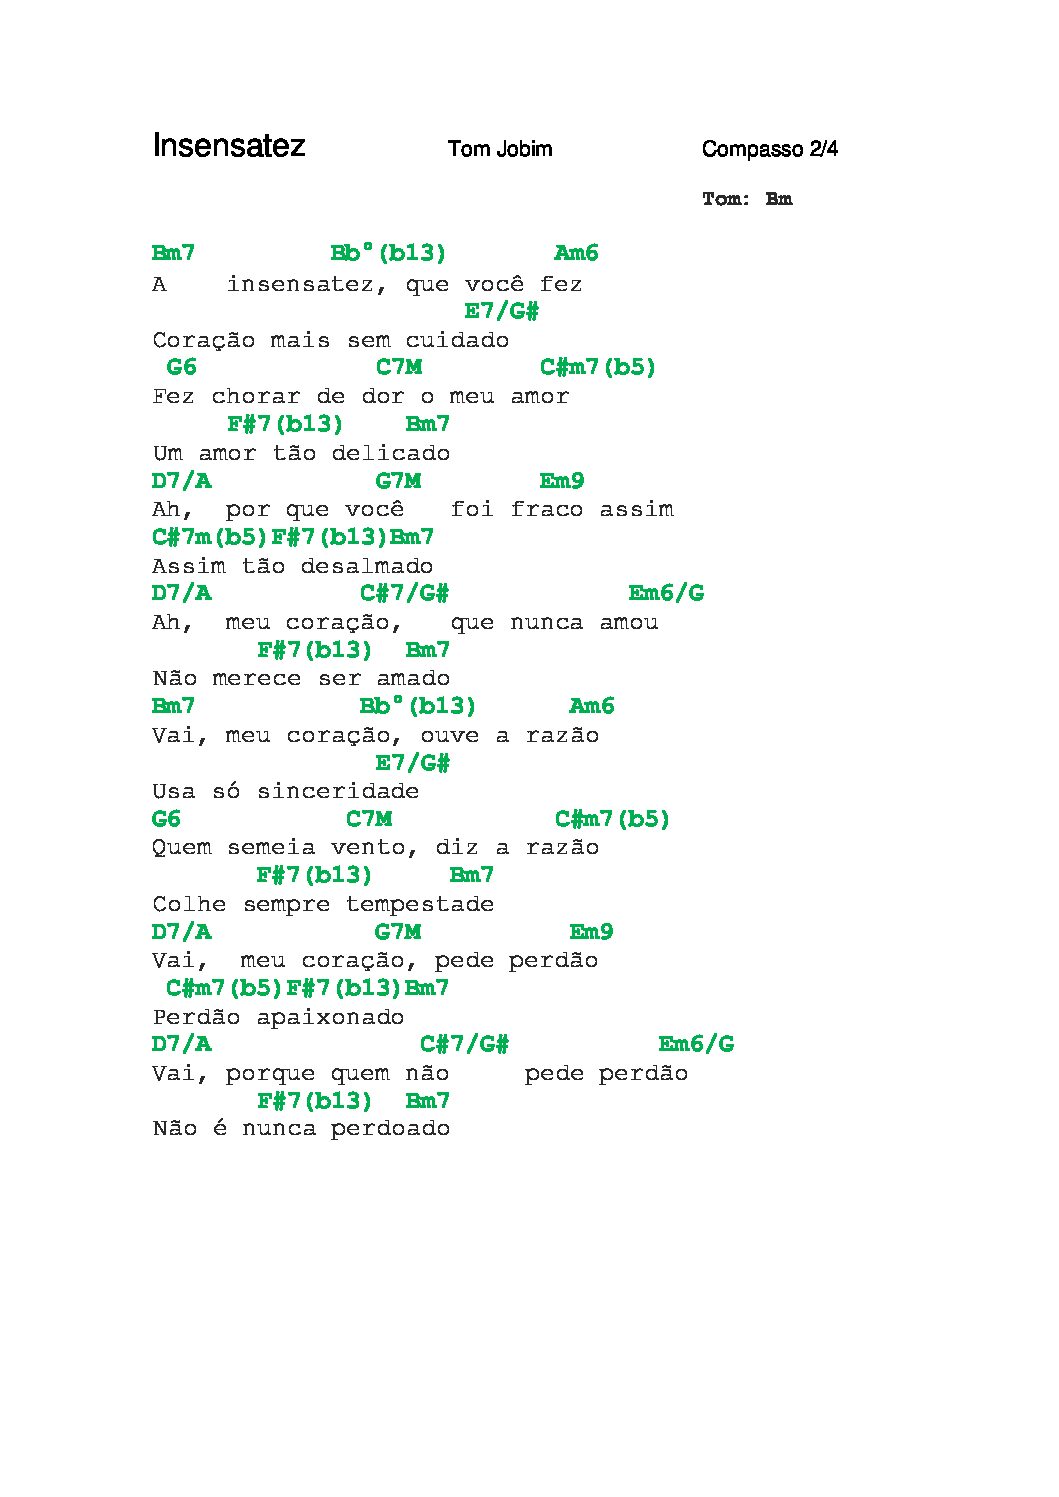 Insensatez Tom Jobim Compasso 2/4
Tom: Bm
Bm7 Bb°(b13) Am6
A insensatez, que você fez
E7/G#
Coração mais sem cuidado
G6 C7M C#m7(b5)
Fez chorar de dor o meu amor
F#7(b13) Bm7
Um amor tão delicado
D7/A G7M Em9
Ah, por que você foi fraco assim
C#7m(b5)F#7(b13)Bm7
Assim tão desalmado
D7/A C#7/G# Em6/G
Ah, meu coração, que nunca amou
F#7(b13) Bm7
Não merece ser amado
Bm7 Bb°(b13) Am6
Vai, meu coração, ouve a razão
E7/G#
Usa só sinceridade
G6 C7M C#m7(b5)
Quem semeia vento, diz a razão
F#7(b13) Bm7
Colhe sempre tempestade
D7/A G7M Em9
Vai, meu coração, pede perdão
C#m7(b5)F#7(b13)Bm7
Perdão apaixonado
D7/A C#7/G# Em6/G
Vai, porque quem não pede perdão
F#7(b13) Bm7
Não é nunca perdoado